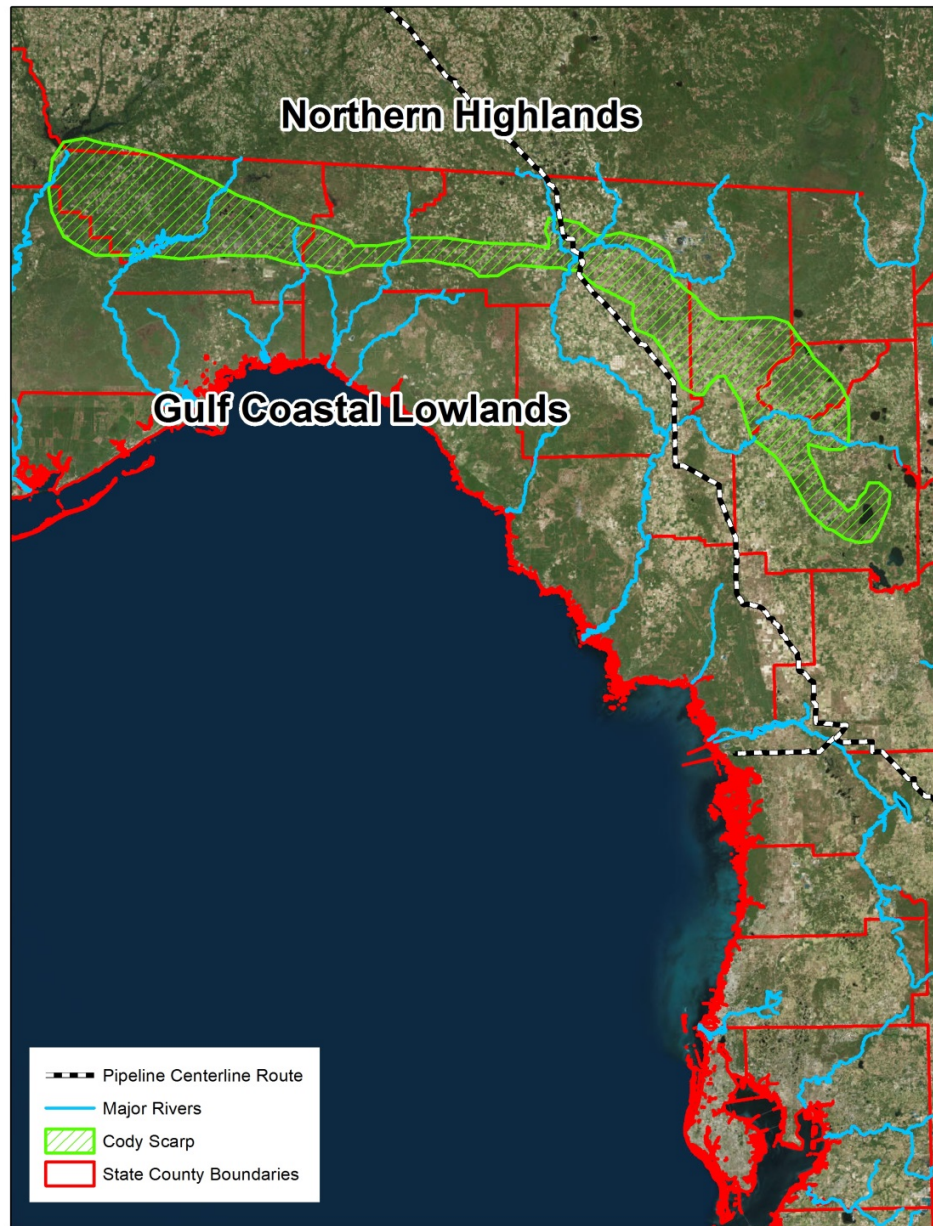 Northern Highlands
Gulf Coastal Lowlands
Pipeline Centerline Route
Major Rivers
Cody Scarp
State County Boundaries